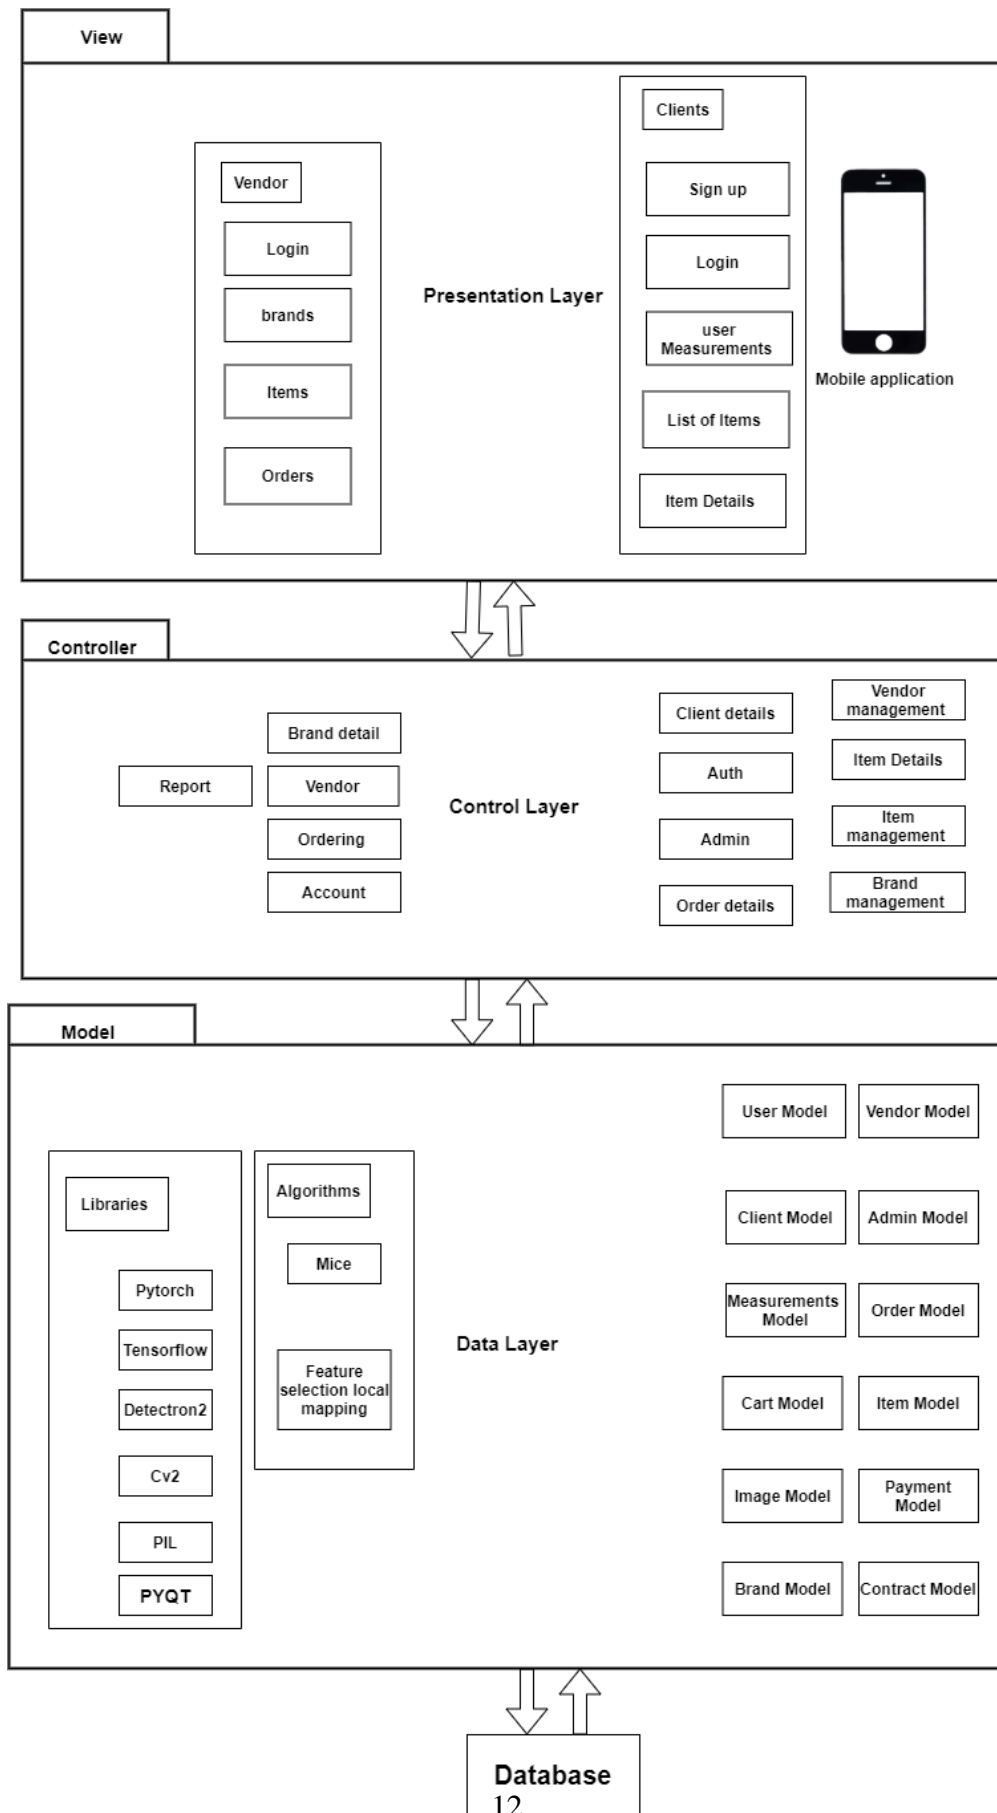 View
Clients
Vendor
Sign up
Login
Login
Presentation Layer
brands
user
Measurements
Mobile application
Items
List of Items
Orders
Item Details
Controller
Vendor
management
Client details
Brand detail
Item Details
Auth
Report
Vendor
Control Layer
Item
management
Ordering
Admin
Account
Brand
management
Order details
Model
User Model
Vendor Model
Libraries
Algorithms
Client Model
Admin Model
Mice
Pytorch
Measurements
Model
Order Model
Tensorflow
Data Layer
Feature
selection local
mapping
Detectron2
Cart Model
Item Model
Cv2
Image Model
Payment
Model
PIL
PYQT
Brand Model
Contract Model
Database
12